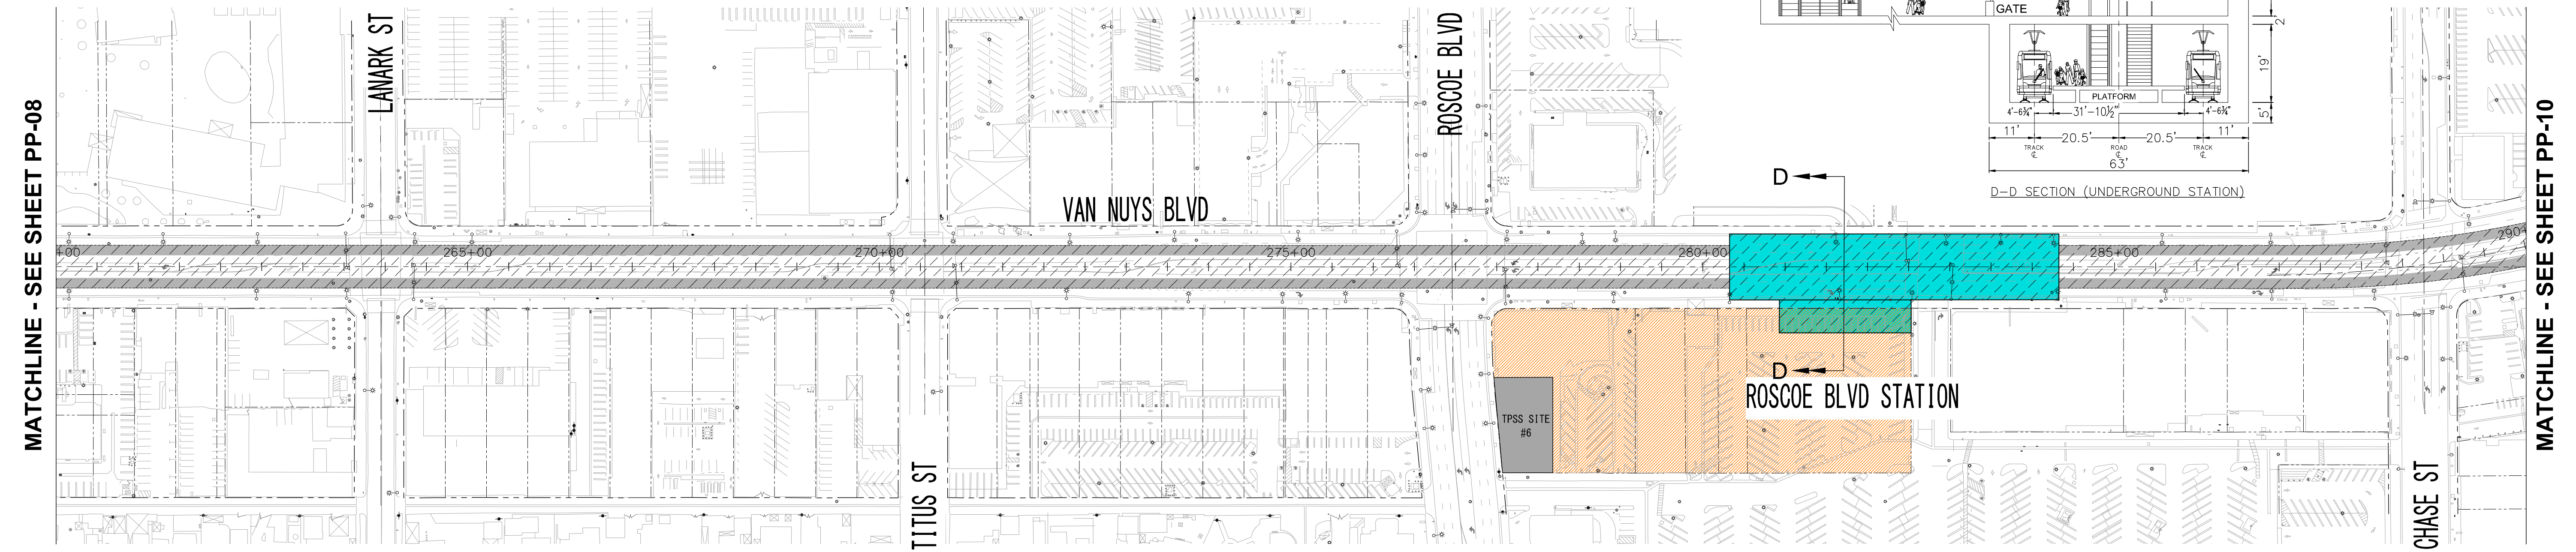 MATCHLINE - SEE SHEET PP-08
LANARK ST
TITUS ST
VAN NUYS BLVD
ROSCOE BLVD
+00
265+00
270+00
275+00
280+00
285+00
290+
D
D
ROSCOE BLVD STATION
TPSS SITE
#6
GATE
2'
19'
5'
PLATFORM
4'-6¾"
31'-10½"
4'-6¾"
11'
20.5'
20.5'
11'
TRACK
℄
ROAD
℄
TRACK
℄
63'
D-D SECTION (UNDERGROUND STATION)
CHASE ST
MATCHLINE - SEE SHEET PP-10